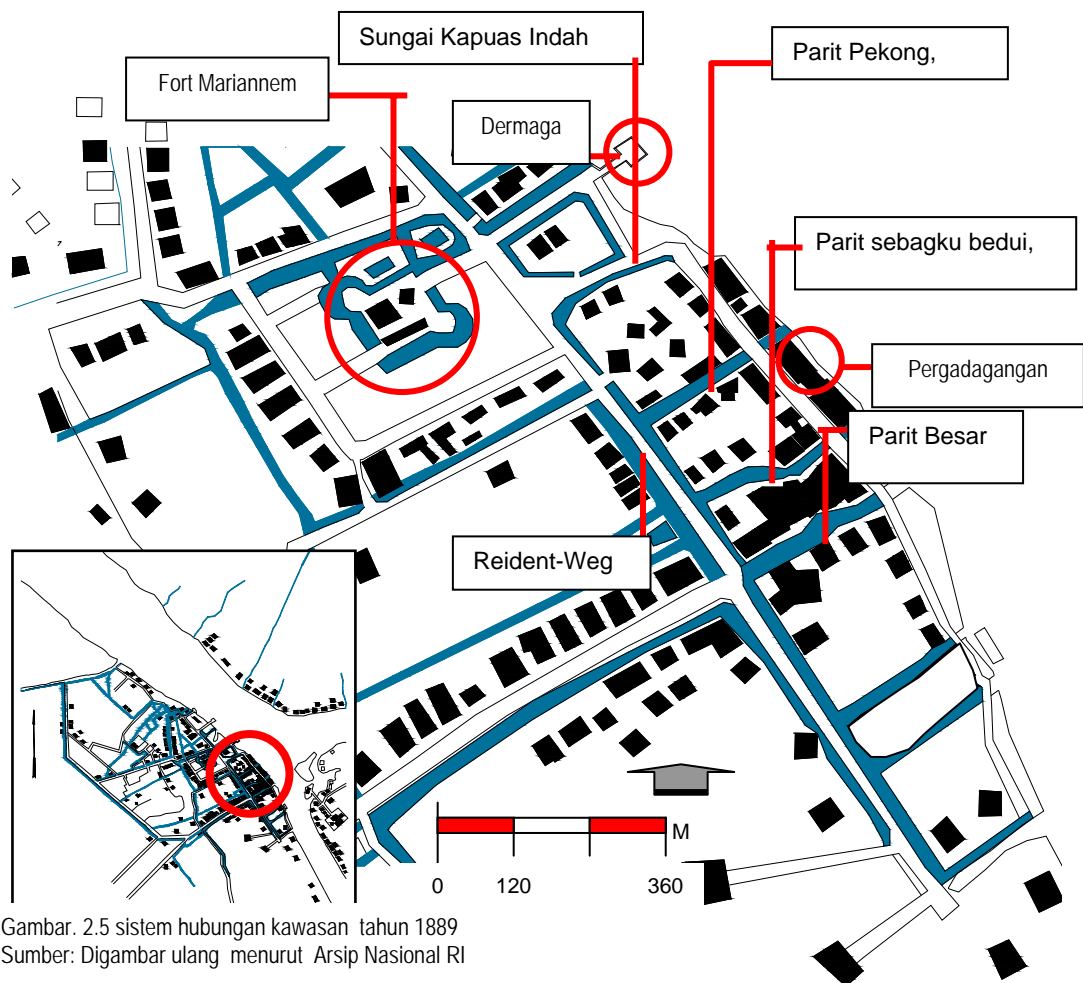 Sungai Kapuas Indah
Parit Pekong,
Fort Mariannem
Dermaga
Parit sebagku bedui,
Pergadagangan
Parit Besar
Reident-Weg
M
0 120 360
Gambar. 2.5 sistem hubungan kawasan tahun 1889
Sumber: Digambar ulang menurut Arsip Nasional RI